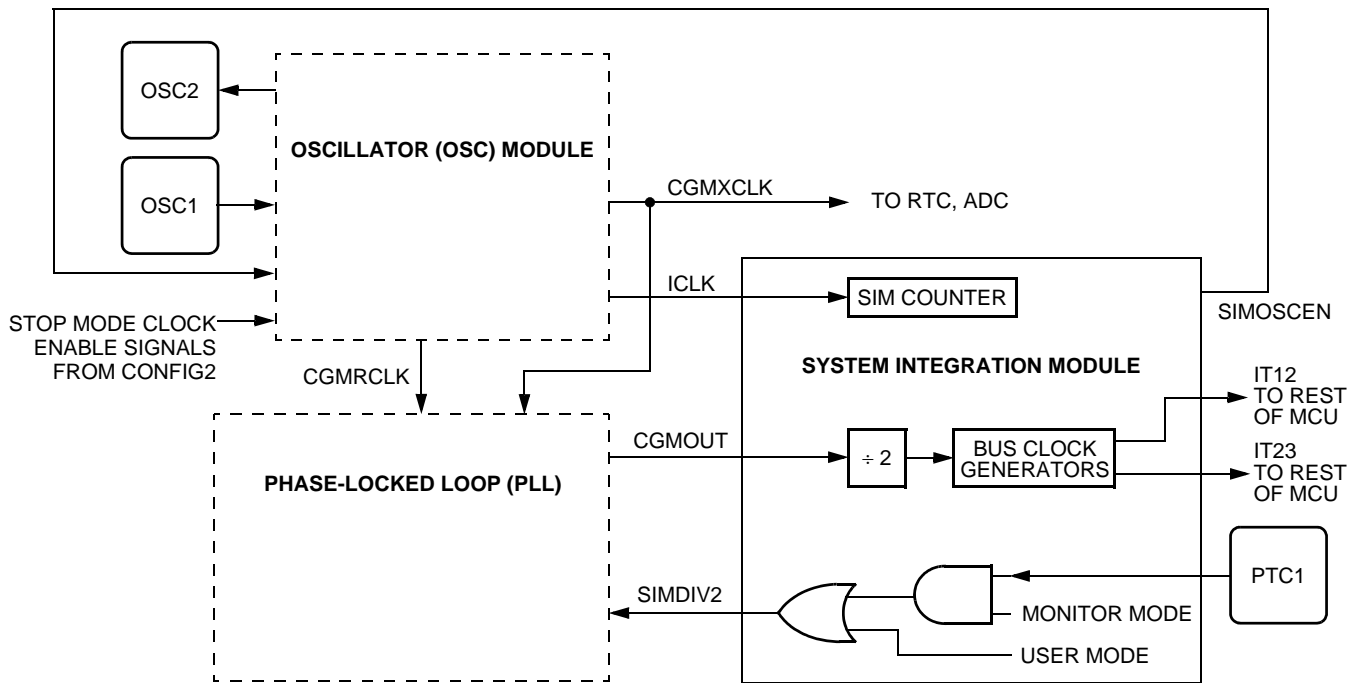 OSC2
OSCILLATOR (OSC) MODULE
OSC1
CGMXCLK
TO RTC, ADC
ICLK
SIM COUNTER
SIMOSCEN
STOP MODE CLOCK
ENABLE SIGNALS
FROM CONFIG2
SYSTEM INTEGRATION MODULE
CGMRCLK
IT12
TO REST
OF MCU
CGMOUT
÷ 2
BUS CLOCK
GENERATORS
IT23
TO REST
OF MCU
PHASE-LOCKED LOOP (PLL)
PTC1
SIMDIV2
MONITOR MODE
USER MODE